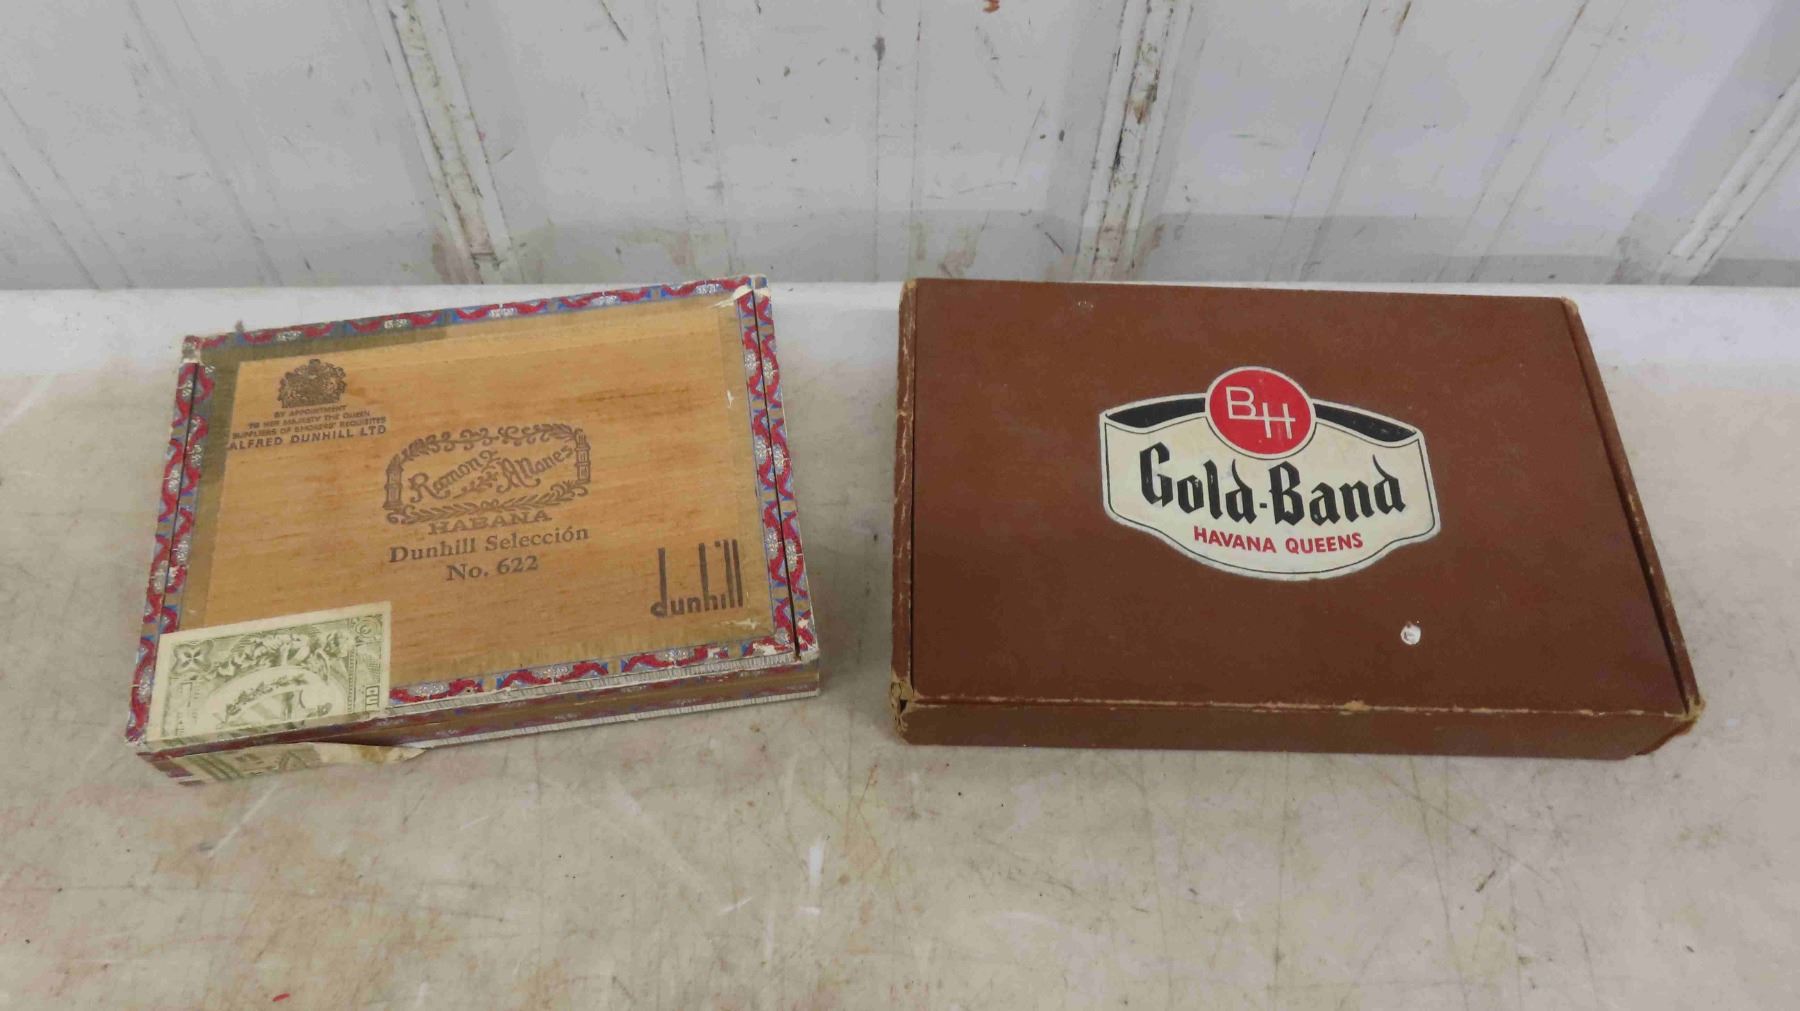 BY APPOINTMENT
TO HER MAJESTY THE QUEEN
SUPPLIERS OF SMOKERS' REQUISITES
ALFRED DUNHILL LTD
Ramon Allones
HABANA
Dunhill Selección
No. 622
dunhill
BH
Gold-Band
HAVANA QUEENS